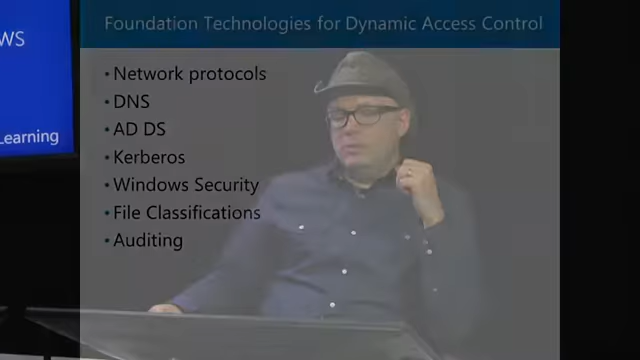 Foundation Technologies for Dynamic Access Control
ws
Learning
• Network protocols
• DNS
• AD DS
• Kerberos
• Windows Security
• File Classifications
• Auditing